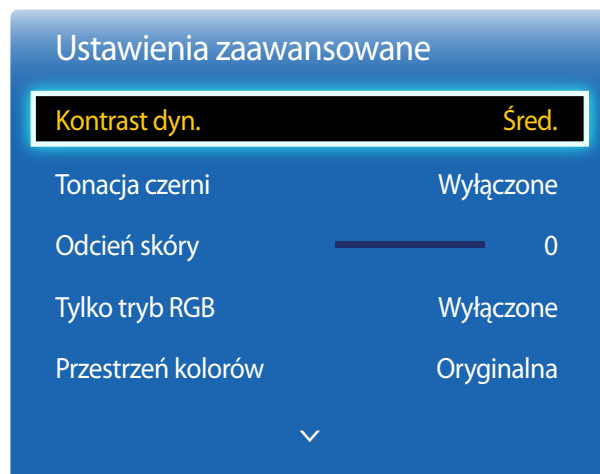 Ustawienia zaawansowane
Kontrast dyn. Śred.
Tonacja czerni Wyłączone
Odcień skóry 0
Tylko tryb RGB Wyłączone
Przestrzeń kolorów Oryginalna